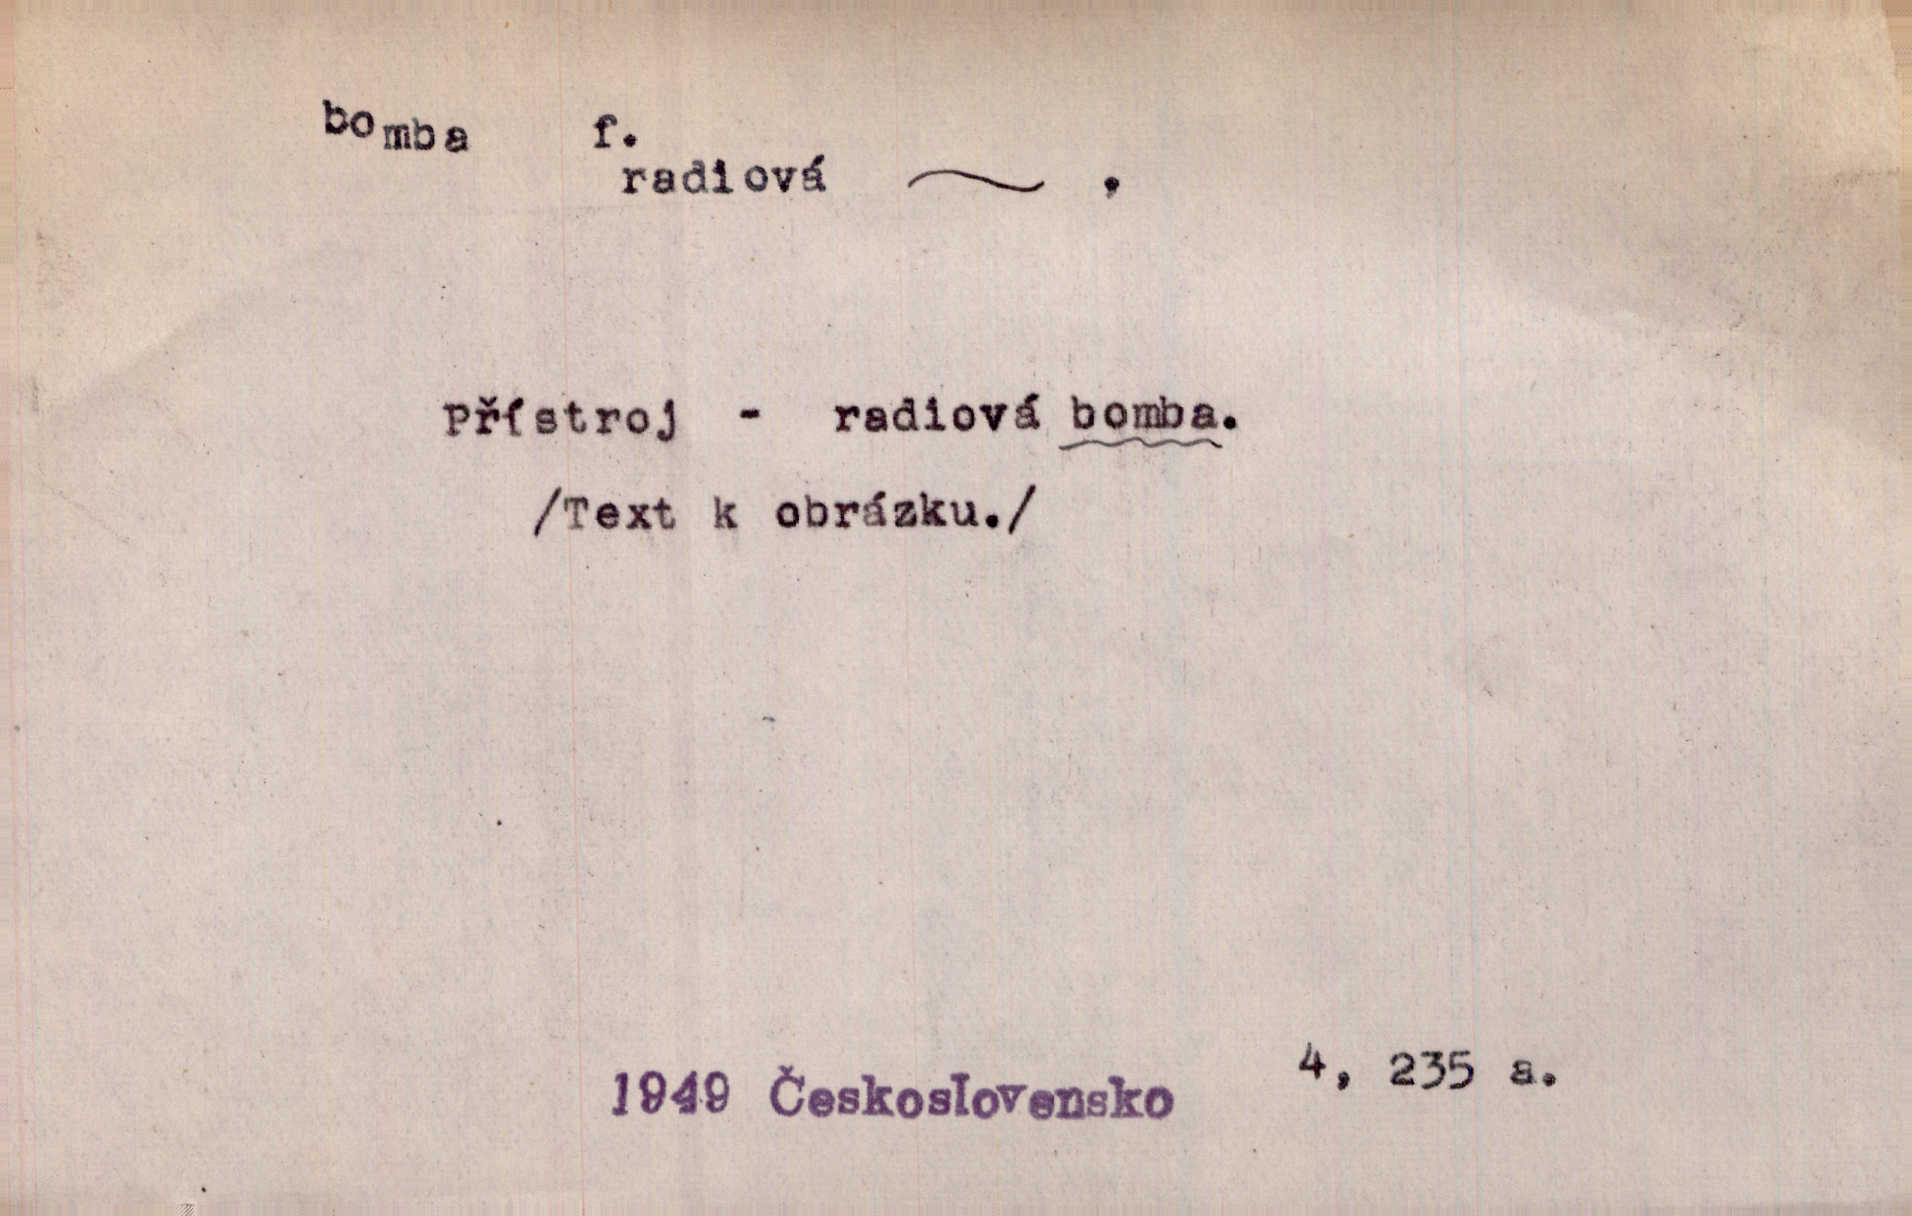 bomba f.
radiová ~ .
Přístroj - radiová bomba.
/Text k obrázku./
1949 Československo 4, 235 a.